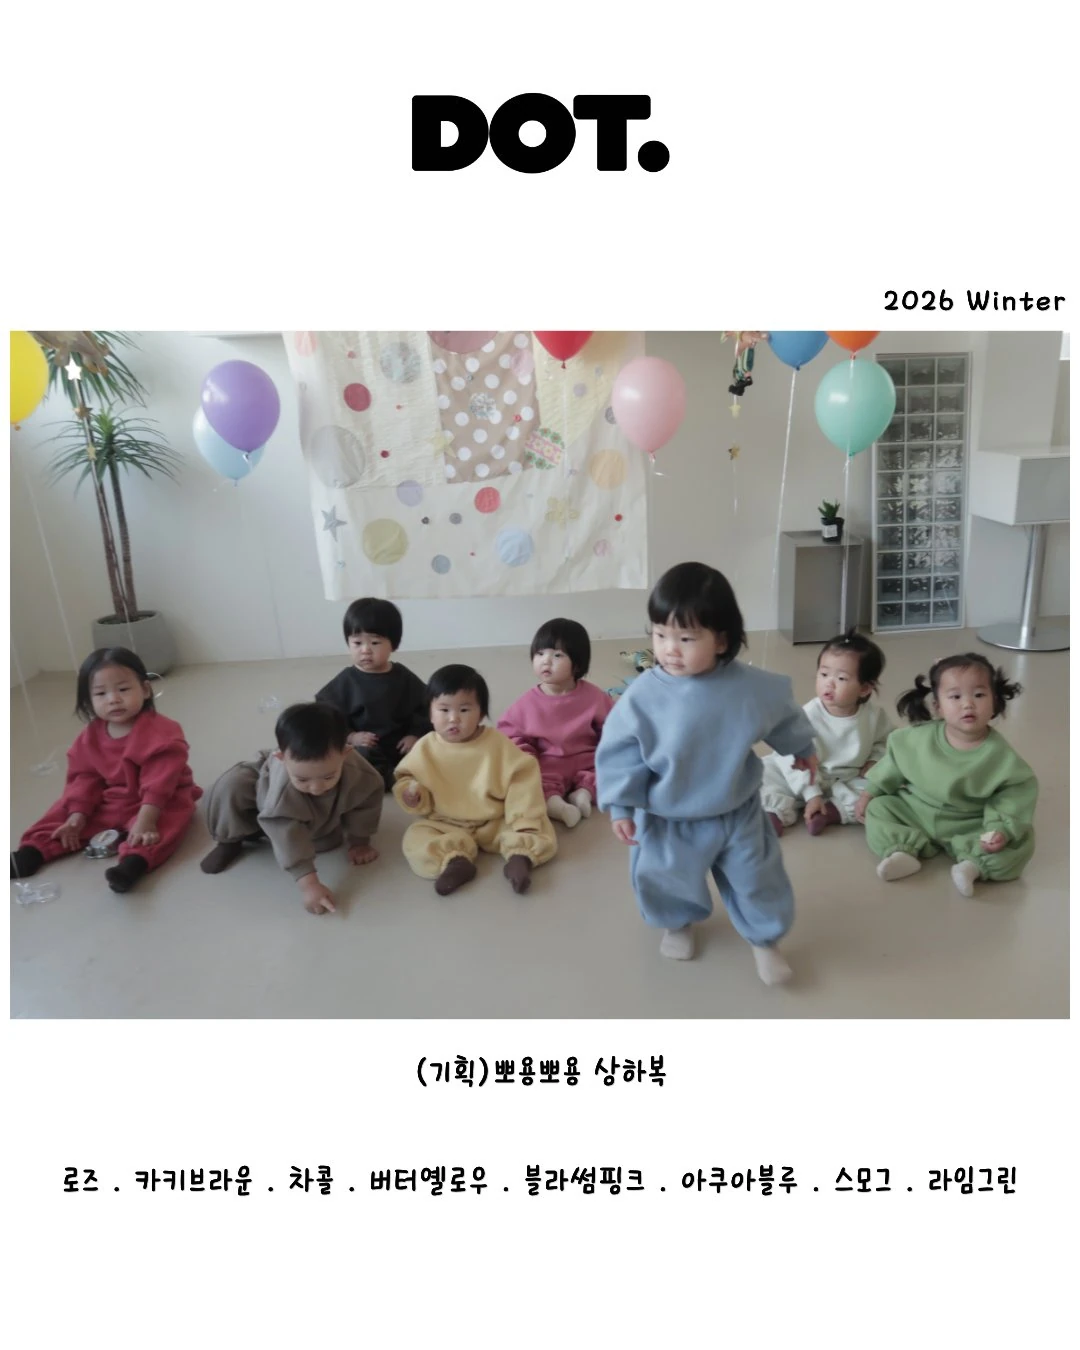 DOT.
2026 Winter
(기획)뽀용뽀용 상하복
로즈 . 카키브라운 . 차콜 . 버터옐로우 . 블라썸핑크 . 아쿠아블루 . 스모그 . 라임그린